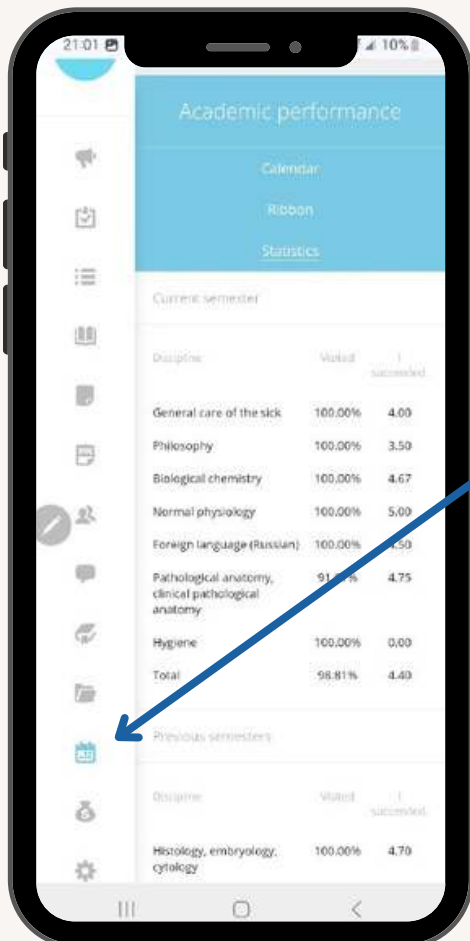 21:01 10%
Academic performance
Calendar
Ribbon
Statistics
Current semester
Discipline Visited I succeeded
General care of the sick 100.00% 4.00
Philosophy 100.00% 3.50
Biological chemistry 100.00% 4.67
Normal physiology 100.00% 5.00
Foreign language (Russian) 100.00% .50
Pathological anatomy, 4.75
clinical pathological
anatomy
Hygiene 100.00% 0.00
Total 98.81% 4.40
Previous semesters
Discipline Visited I succeeded
Histology, embryology, 100.00% 4.70
cytology